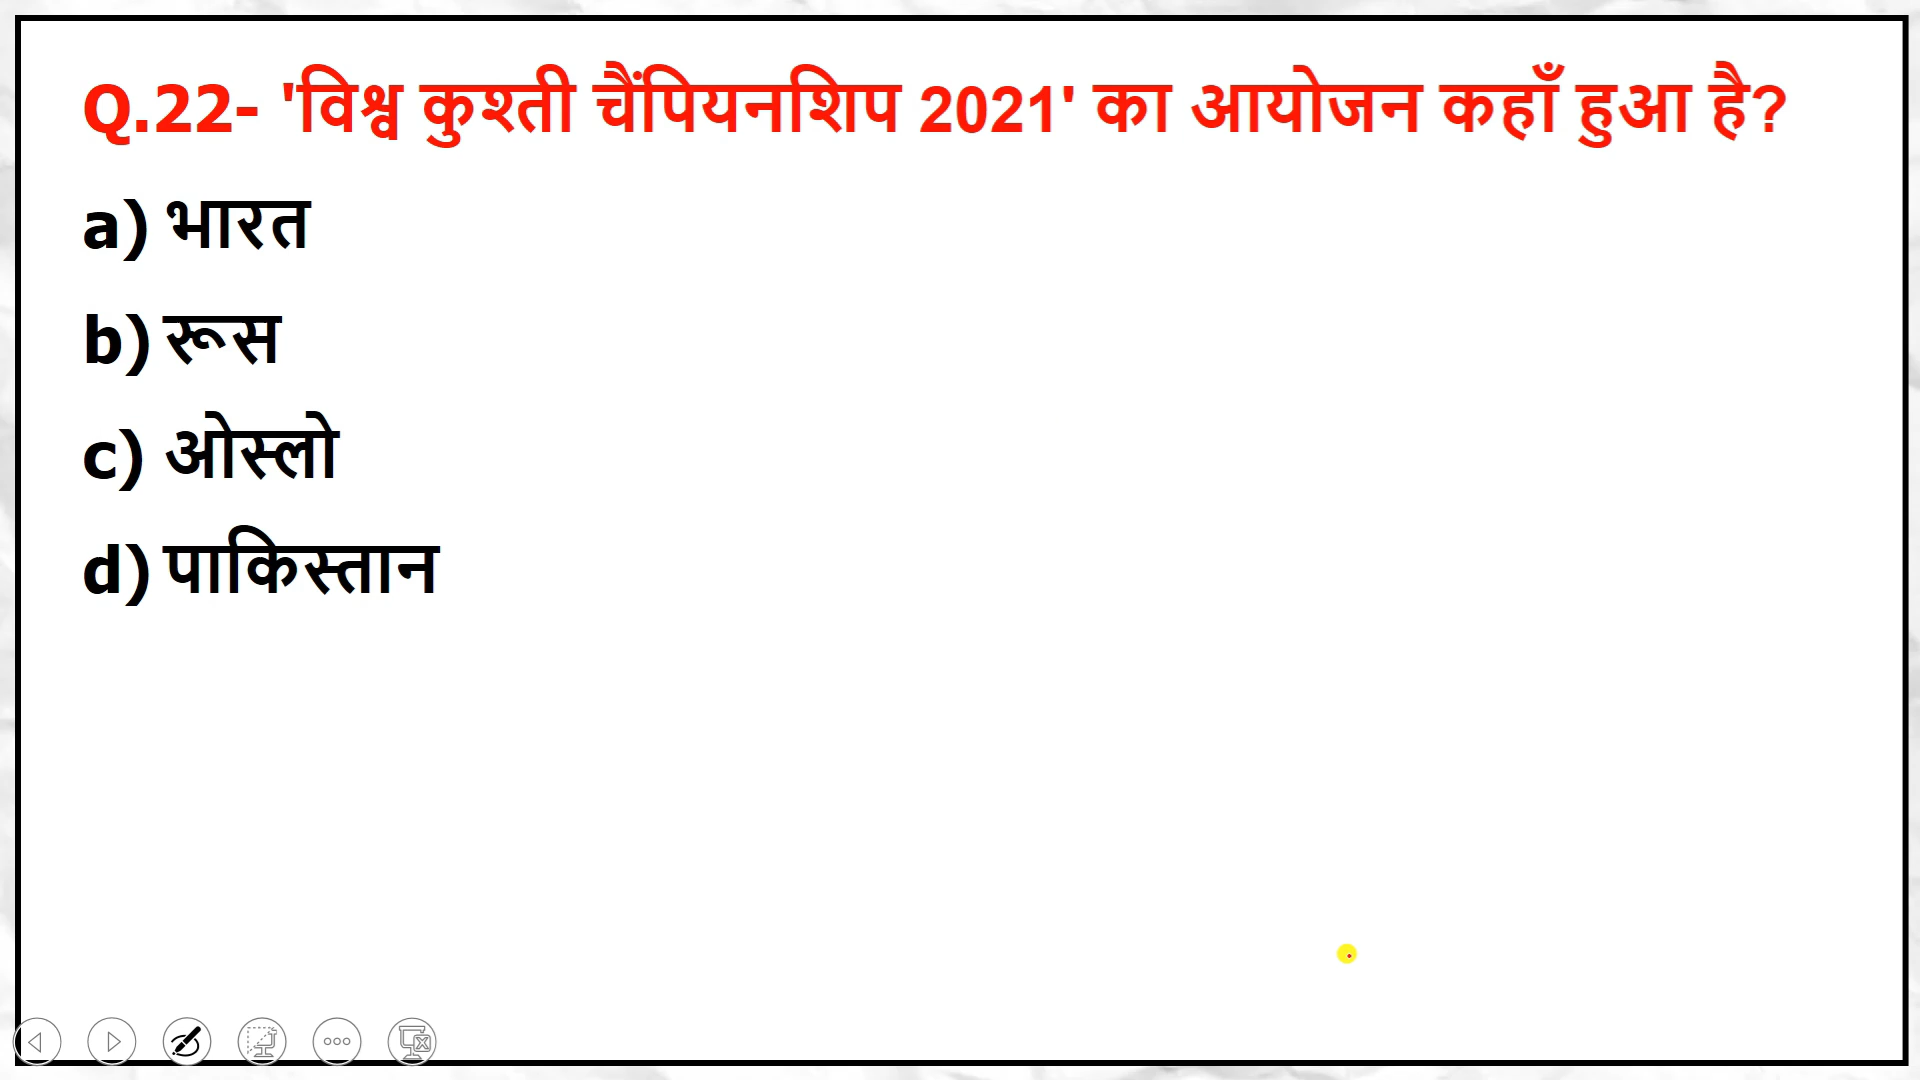 Q.22- 'विश्व कुश्ती चैंपियनशिप 2021' का आयोजन कहाँ हुआ है?
a) भारत
b) रूस
c) ओस्लो
d) पाकिस्तान